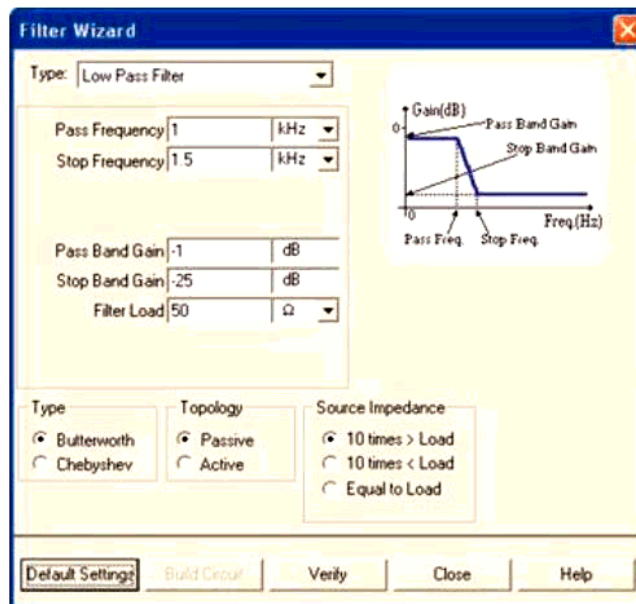 Filter Wizard
Type: Low Pass Filter
Pass Frequency 1 kHz
Stop Frequency 1.5 kHz
Pass Band Gain -1 dB
Stop Band Gain -25 dB
Filter Load 50 Ω
Gain(dB)
0
Pass Band Gain
Stop Band Gain
0
Freq.(Hz)
Pass Freq. Stop Freq.
Type
Butterworth
Chebyshev
Topology
Passive
Active
Source Impedance
10 times > Load
10 times < Load
Equal to Load
Default Settings Build Circuit Verify Close Help